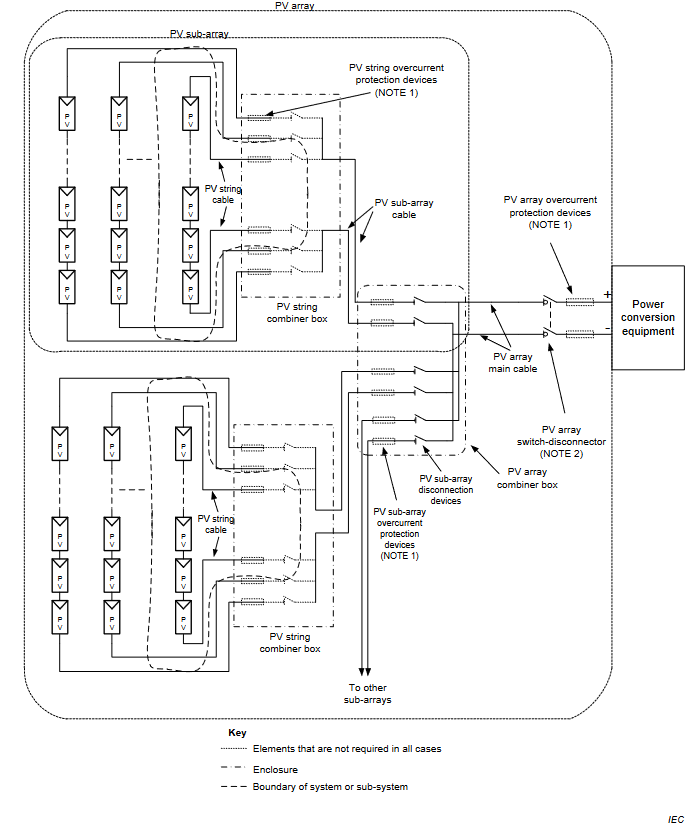 PV array
PV sub-array
PV string overcurrent
protection devices
(NOTE 1)
P
V
P
V
P
V
PV string
cable
P
V
P
V
P
V
PV sub-array
cable
PV array overcurrent
protection devices
(NOTE 1)
P
V
P
V
P
V
P
V
P
V
P
V
PV string
combiner box
+
-
Power
conversion
equipment
PV array
main cable
PV array
switch-disconnector
(NOTE 2)
PV array
combiner box
PV sub-array
disconnection
devices
PV sub-array
overcurrent
protection
devices
(NOTE 1)
P
V
P
V
P
V
PV string
cable
P
V
P
V
P
V
P
V
P
V
P
V
P
V
P
V
P
V
PV string
combiner box
To other
sub-arrays
Key
Elements that are not required in all cases
Enclosure
Boundary of system or sub-system
IEC